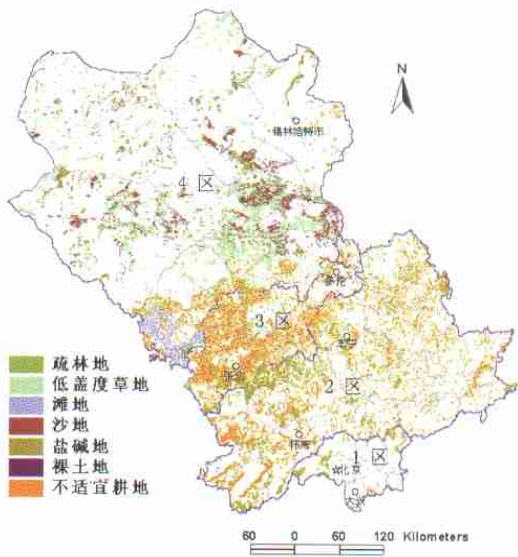 N
锡林浩特市
4 区
多伦
3 区
2 区
怀来
1 区
北京
疏林地
低盖度草地
滩地
沙地
盐碱地
裸土地
不适宜耕地
60 0 60 120 Kilometers